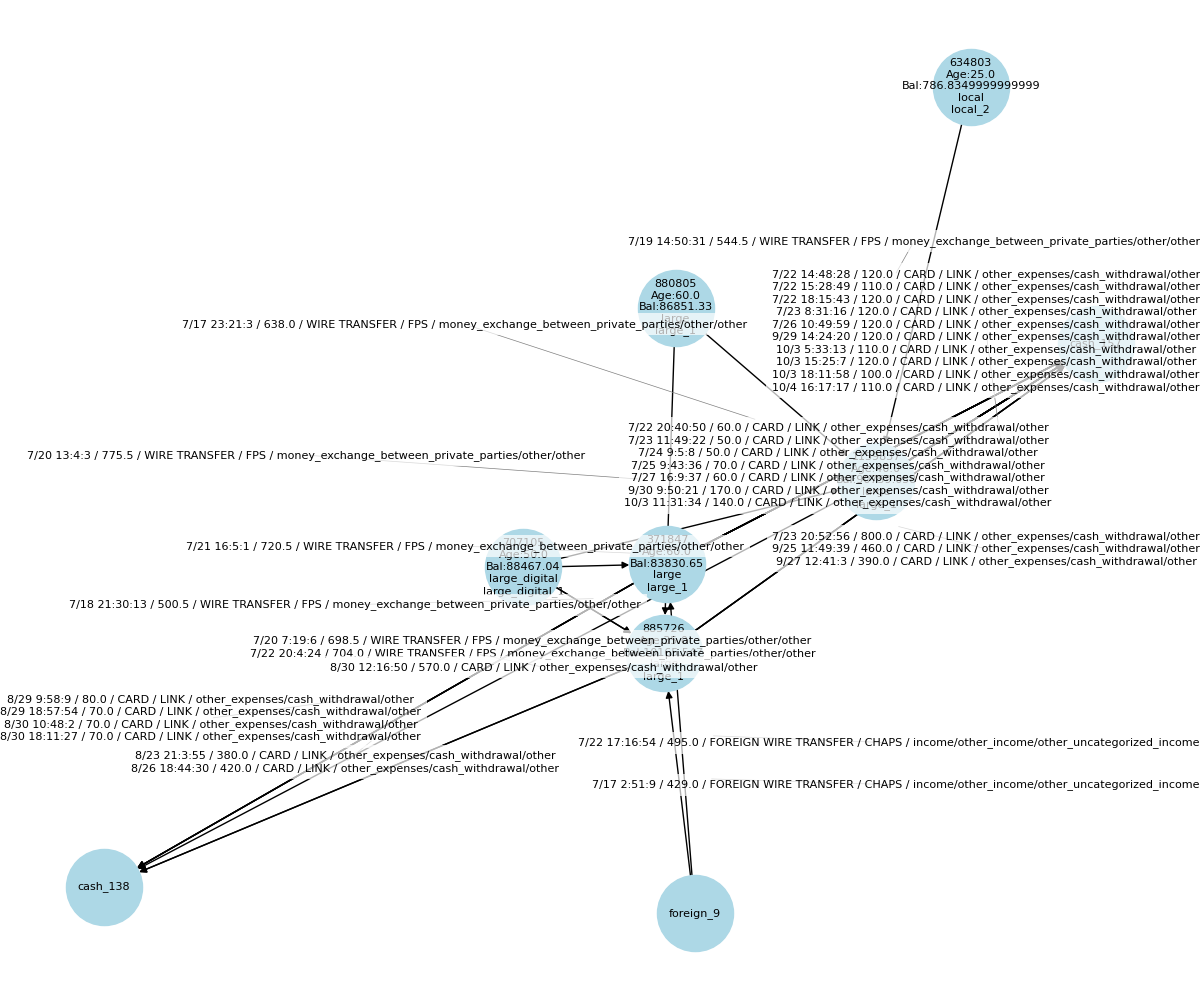 634803
Age:25.0
Bal:786.8349999999999
local
local_2
7/19 14:50:31 / 544.5 / WIRE TRANSFER / FPS / money_exchange_between_private_parties/other/other
7/22 14:48:28 / 120.0 / CARD / LINK / other_expenses/cash_withdrawal/other
7/22 15:28:49 / 110.0 / CARD / LINK / other_expenses/cash_withdrawal/other
7/22 18:15:43 / 120.0 / CARD / LINK / other_expenses/cash_withdrawal/other
7/23 8:31:16 / 120.0 / CARD / LINK / other_expenses/cash_withdrawal/other
7/26 10:49:59 / 120.0 / CARD / LINK / other_expenses/cash_withdrawal/other
9/29 14:24:20 / 120.0 / CARD / LINK / other_expenses/cash_withdrawal/other
10/3 5:33:13 / 110.0 / CARD / LINK / other_expenses/cash_withdrawal/other
10/3 15:25:7 / 120.0 / CARD / LINK / other_expenses/cash_withdrawal/other
10/3 18:11:58 / 100.0 / CARD / LINK / other_expenses/cash_withdrawal/other
10/4 16:17:17 / 110.0 / CARD / LINK / other_expenses/cash_withdrawal/other
880805
Age:60.0
Bal:86851.33
large
large_1
7/17 23:21:3 / 638.0 / WIRE TRANSFER / FPS / money_exchange_between_private_parties/other/other
7/22 20:40:50 / 60.0 / CARD / LINK / other_expenses/cash_withdrawal/other
7/23 11:49:22 / 50.0 / CARD / LINK / other_expenses/cash_withdrawal/other
7/24 9:5:8 / 50.0 / CARD / LINK / other_expenses/cash_withdrawal/other
7/25 9:43:36 / 70.0 / CARD / LINK / other_expenses/cash_withdrawal/other
7/27 16:9:37 / 60.0 / CARD / LINK / other_expenses/cash_withdrawal/other
9/30 9:50:21 / 170.0 / CARD / LINK / other_expenses/cash_withdrawal/other
10/3 11:31:34 / 140.0 / CARD / LINK / other_expenses/cash_withdrawal/other
7/20 13:4:3 / 775.5 / WIRE TRANSFER / FPS / money_exchange_between_private_parties/other/other
7/23 20:52:56 / 800.0 / CARD / LINK / other_expenses/cash_withdrawal/other
9/25 11:49:39 / 460.0 / CARD / LINK / other_expenses/cash_withdrawal/other
9/27 12:41:3 / 390.0 / CARD / LINK / other_expenses/cash_withdrawal/other
7/21 16:5:1 / 720.5 / WIRE TRANSFER / FPS / money_exchange_between_private_parties/other/other
Bal:88467.04
large_digital
large_digital_1
Bal:83830.65
large
large_1
7/18 21:30:13 / 500.5 / WIRE TRANSFER / FPS / money_exchange_between_private_parties/other/other
885726
7/20 7:19:6 / 698.5 / WIRE TRANSFER / FPS / money_exchange_between_private_parties/other/other
7/22 20:4:24 / 704.0 / WIRE TRANSFER / FPS / money_exchange_between_private_parties/other/other
8/30 12:16:50 / 570.0 / CARD / LINK / other_expenses/cash_withdrawal/other
large_1
8/29 9:58:9 / 80.0 / CARD / LINK / other_expenses/cash_withdrawal/other
8/29 18:57:54 / 70.0 / CARD / LINK / other_expenses/cash_withdrawal/other
8/30 10:48:2 / 70.0 / CARD / LINK / other_expenses/cash_withdrawal/other
8/30 18:11:27 / 70.0 / CARD / LINK / other_expenses/cash_withdrawal/other
8/23 21:3:55 / 380.0 / CARD / LINK / other_expenses/cash_withdrawal/other
8/26 18:44:30 / 420.0 / CARD / LINK / other_expenses/cash_withdrawal/other
7/22 17:16:54 / 495.0 / FOREIGN WIRE TRANSFER / CHAPS / income/other_income/other_uncategorized_income
7/17 2:51:9 / 429.0 / FOREIGN WIRE TRANSFER / CHAPS / income/other_income/other_uncategorized_income
cash_138
foreign_9